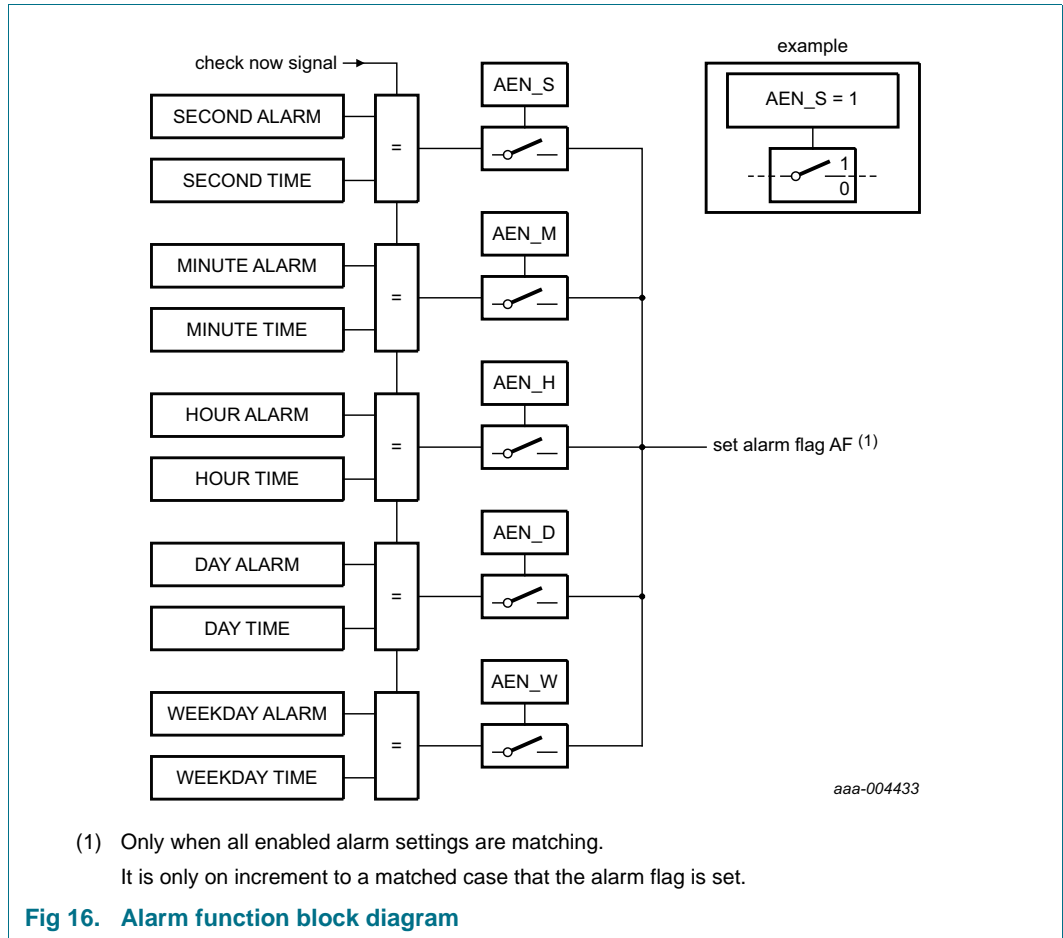 check now signal
example
AEN_S
AEN_S = 1
SECOND ALARM
=
SECOND TIME
1
0
AEN_M
MINUTE ALARM
=
MINUTE TIME
AEN_H
HOUR ALARM
=
set alarm flag AF (1)
HOUR TIME
AEN_D
DAY ALARM
=
DAY TIME
AEN_W
WEEKDAY ALARM
=
WEEKDAY TIME
aaa-004433
(1) Only when all enabled alarm settings are matching.
It is only on increment to a matched case that the alarm flag is set.
Fig 16. Alarm function block diagram